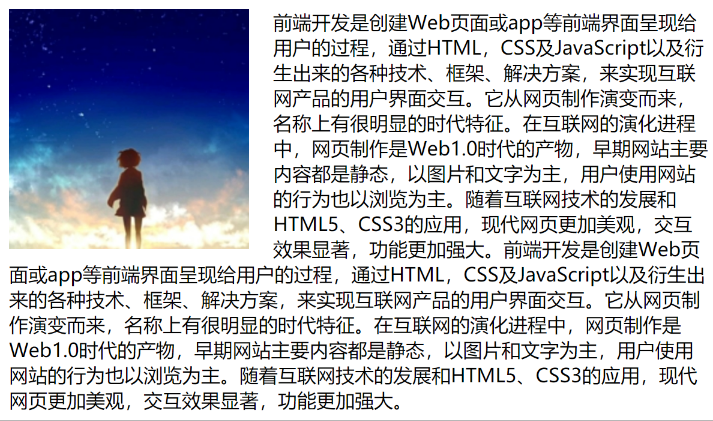 前端开发是创建Web页面或app等前端界面呈现给
用户的过程，通过HTML，CSS及JavaScript以及衍
生出来的各种技术、框架、解决方案，来实现互联
网产品的用户界面交互。它从网页制作演变而来，
名称上有很明显的时代特征。在互联网的演化进程
中，网页制作是Web1.0时代的产物，早期网站主要
内容都是静态，以图片和文字为主，用户使用网站
的行为也以浏览为主。随着互联网技术的发展和
HTML5、CSS3的应用，现代网页更加美观，交互
效果显著，功能更加强大。前端开发是创建Web页
面或app等前端界面呈现给用户的过程，通过HTML，CSS及JavaScript以及衍生出
来的各种技术、框架、解决方案，来实现互联网产品的用户界面交互。它从网页制
作演变而来，名称上有很明显的时代特征。在互联网的演化进程中，网页制作是
Web1.0时代的产物，早期网站主要内容都是静态，以图片和文字为主，用户使用
网站的行为也以浏览为主。随着互联网技术的发展和HTML5、CSS3的应用，现代
网页更加美观，交互效果显著，功能更加强大。